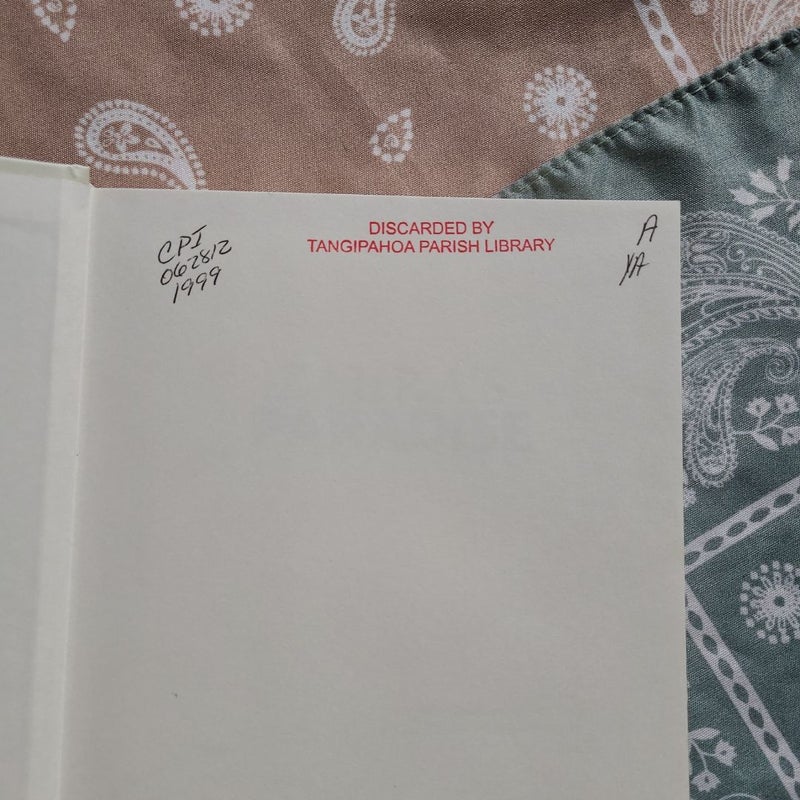 CPI
062812
1999
DISCARDED BY
TANGIPAHOA PARISH LIBRARY
A
YA